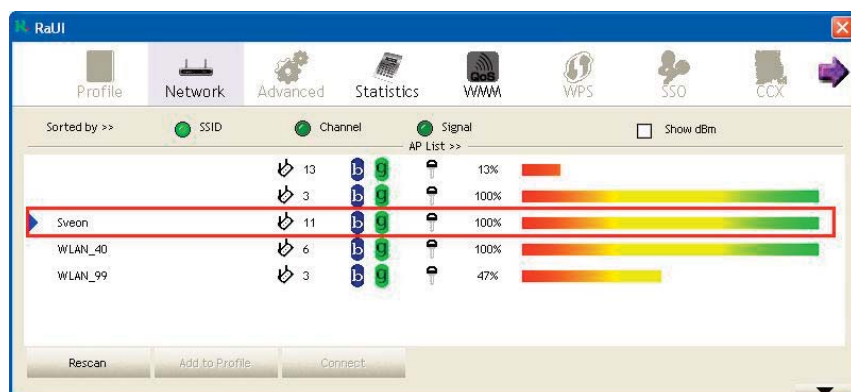 RaUI
Profile Network Advanced Statistics QoS WMM WPS SSO CCX
Sorted by >> SSID Channel Signal Show dBm
AP List >>
13 b g 13%
3 b g 100%
Sveon 11 b g 100%
WLAN_40 6 b g 100%
WLAN_99 3 b g 47%
Rescan Add to Profile Connect